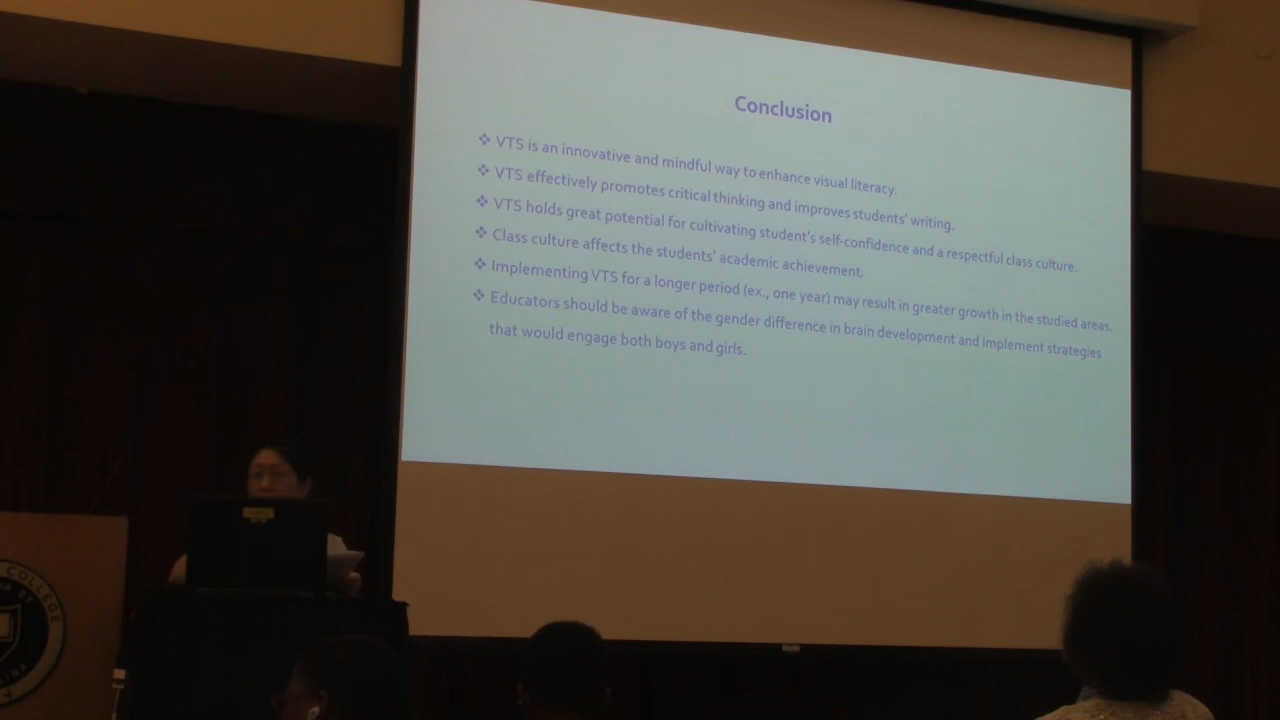 Conclusion
❖ VTS is an innovative and mindful way to enhance visual literacy.
❖ VTS effectively promotes critical thinking and improves students' writing.
❖ VTS holds great potential for cultivating student's self-confidence and a respectful class culture.
❖ Class culture affects the students' academic achievement.
❖ Implementing VTS for a longer period (ex., one year) may result in greater growth in the studied areas.
❖ Educators should be aware of the gender difference in brain development and implement strategies
that would engage both boys and girls.
COLLEGE